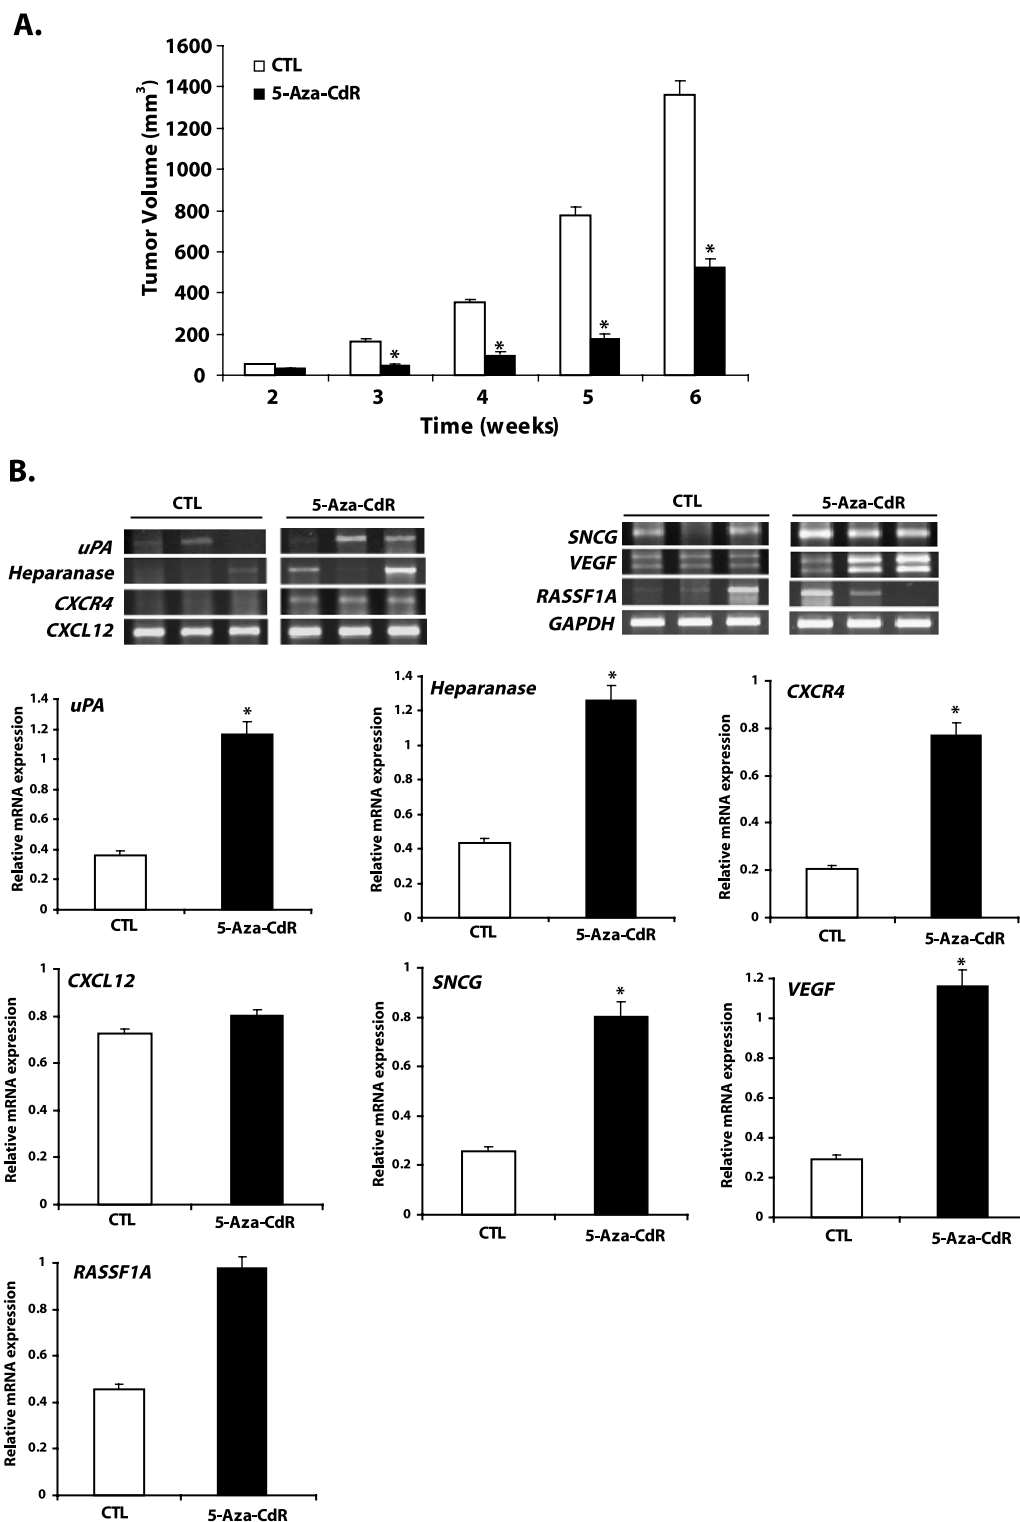 A.
1600
1400
1200
1000
800
600
400
200
0
Tumor Volume (mm³)
CTL
5-Aza-CdR
*
*
*
*
2 3 4 5 6
Time (weeks)
B.
CTL 5-Aza-CdR
uPA
Heparanase
CXCR4
CXCL12
CTL 5-Aza-CdR
SNCG
VEGF
RASSF1A
GAPDH
uPA
Relative mRNA expression
1.4
1.2
1
0.8
0.6
0.4
0.2
0
*
CTL 5-Aza-CdR
Heparanase
Relative mRNA expression
1.4
1.2
1
0.8
0.6
0.4
0.2
0
*
CTL 5-Aza-CdR
CXCR4
Relative mRNA expression
1
0.8
0.6
0.4
0.2
0
*
CTL 5-Aza-CdR
CXCL12
Relative mRNA expression
1
0.8
0.6
0.4
0.2
0
CTL 5-Aza-CdR
SNCG
Relative mRNA expression
1
0.8
0.6
0.4
0.2
0
*
CTL 5-Aza-CdR
VEGF
Relative mRNA expression
1.2
1
0.8
0.6
0.4
0.2
0
*
CTL 5-Aza-CdR
RASSF1A
Relative mRNA expression
1
0.8
0.6
0.4
0.2
0
CTL 5-Aza-CdR